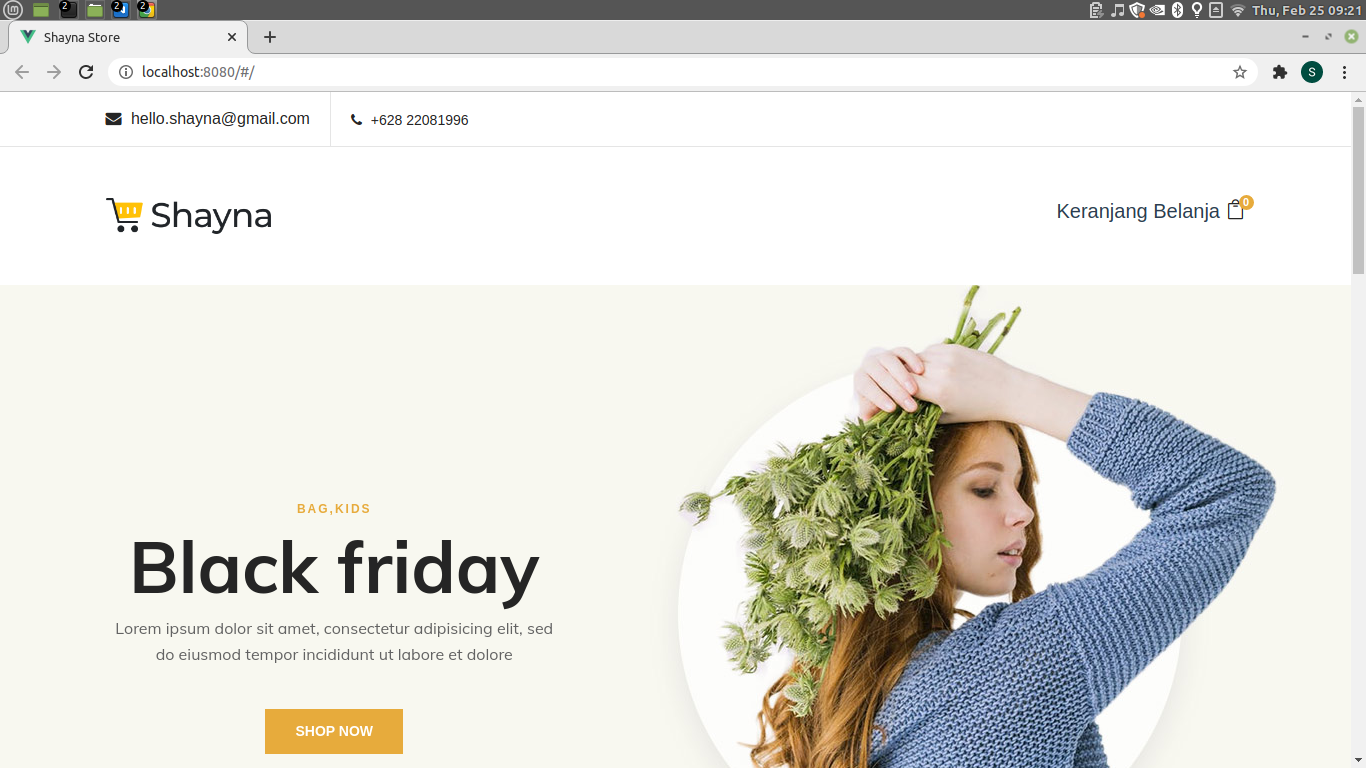 2
2
2
Thu, Feb 25 09:21
Shayna Store
localhost:8080/#/
S
hello.shayna@gmail.com
+628 22081996
Shayna
Keranjang Belanja 0
BAG,KIDS
Black friday
Lorem ipsum dolor sit amet, consectetur adipisicing elit, sed
do eiusmod tempor incididunt ut labore et dolore
SHOP NOW